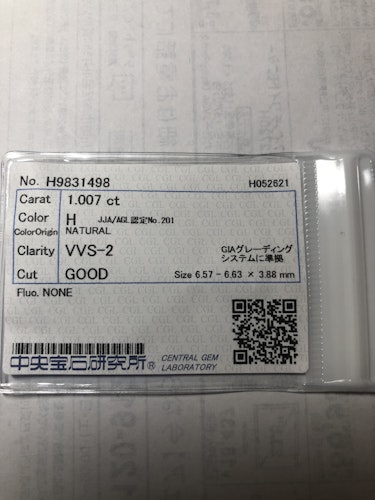 No. H9831498 H052621
Carat 1.007 ct
Color H JJA/AGL認定No.201
ColorOrigin NATURAL
Clarity VVS-2 GIAグレーディング
システムに準拠
Cut GOOD Size 6.57 - 6.63 × 3.88 mm
Fluo. NONE
中央宝石研究所® CENTRAL GEM
LABORATORY